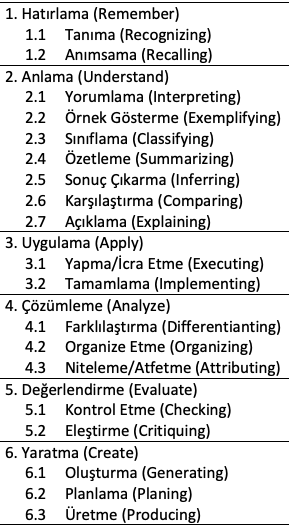 1. Hatırlama (Remember)
1.1 Tanıma (Recognizing)
1.2 Anımsama (Recalling)
2. Anlama (Understand)
2.1 Yorumlama (Interpreting)
2.2 Örnek Gösterme (Exemplifying)
2.3 Sınıflama (Classifying)
2.4 Özetleme (Summarizing)
2.5 Sonuç Çıkarma (Inferring)
2.6 Karşılaştırma (Comparing)
2.7 Açıklama (Explaining)
3. Uygulama (Apply)
3.1 Yapma/İcra Etme (Executing)
3.2 Tamamlama (Implementing)
4. Çözümleme (Analyze)
4.1 Farklılaştırma (Differentianting)
4.2 Organize Etme (Organizing)
4.3 Niteleme/Atfetme (Attributing)
5. Değerlendirme (Evaluate)
5.1 Kontrol Etme (Checking)
5.2 Eleştirme (Critiquing)
6. Yaratma (Create)
6.1 Oluşturma (Generating)
6.2 Planlama (Planing)
6.3 Üretme (Producing)